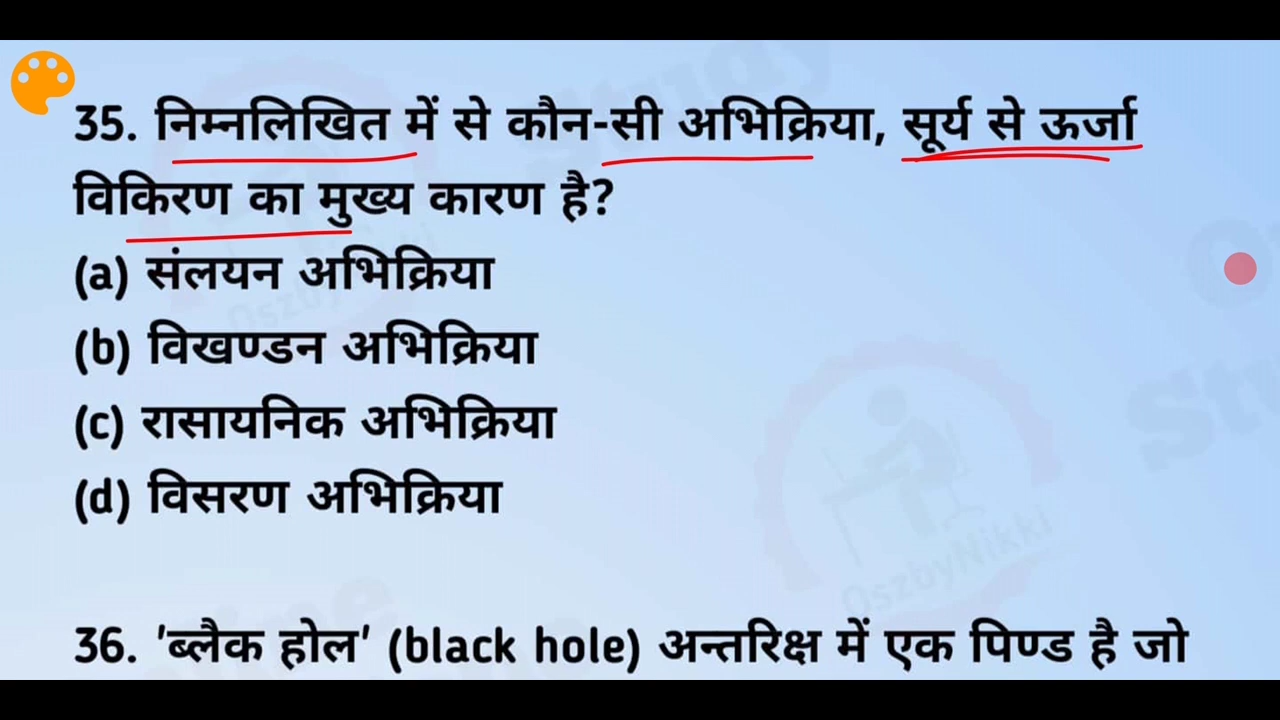 35. निम्नलिखित में से कौन-सी अभिक्रिया, सूर्य से ऊर्जा
विकिरण का मुख्य कारण है?
(a) संलयन अभिक्रिया
(b) विखण्डन अभिक्रिया
(c) रासायनिक अभिक्रिया
(d) विसरण अभिक्रिया
OszbyNikki
36. 'ब्लैक होल' (black hole) अन्तरिक्ष में एक पिण्ड है जो